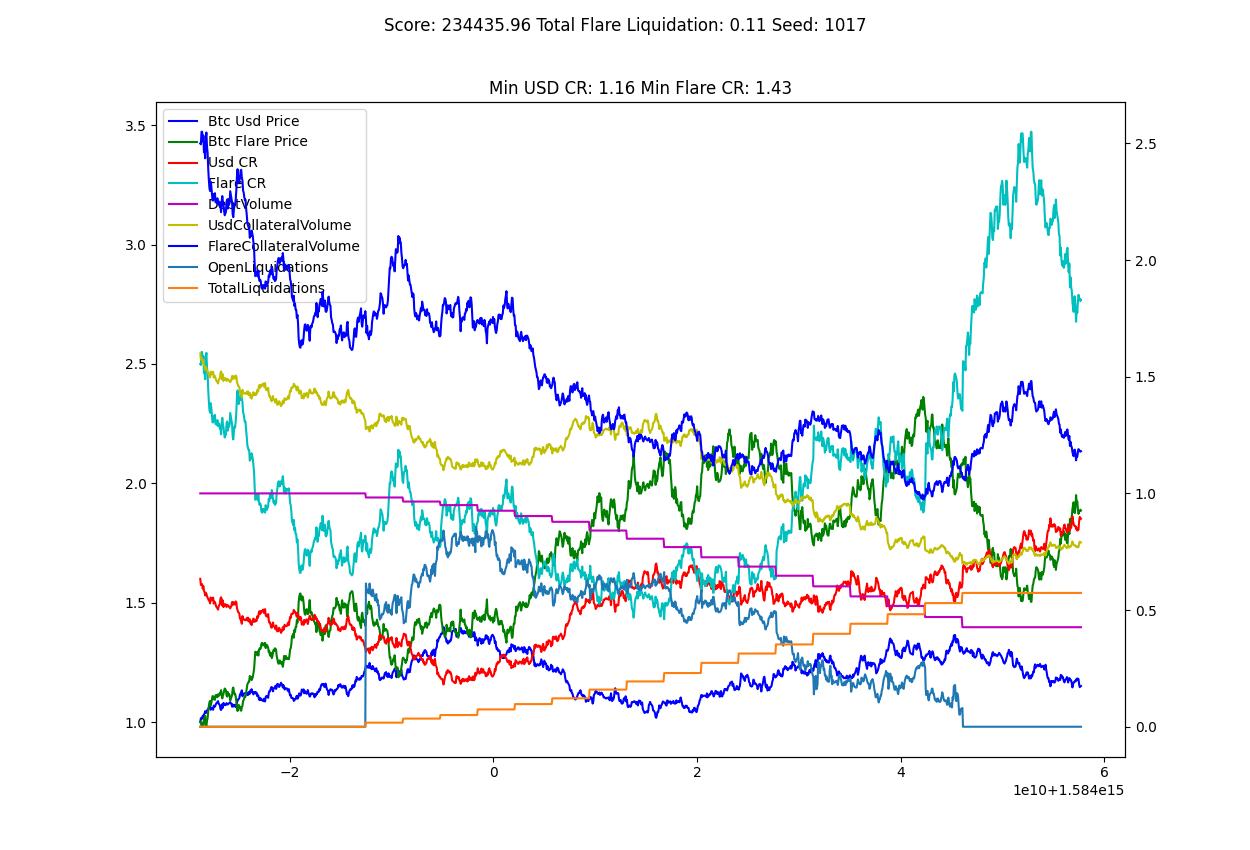 Score: 234435.96 Total Flare Liquidation: 0.11 Seed: 1017
Min USD CR: 1.16 Min Flare CR: 1.43
Btc Usd Price
Btc Flare Price
Usd CR
Flare CR
DebtVolume
UsdCollateralVolume
FlareCollateralVolume
OpenLiquidations
TotalLiquidations
3.5
3.0
2.5
2.0
1.5
1.0
2.5
2.0
1.5
1.0
0.5
0.0
−2
0
2
4
6
1e10+1.584e15